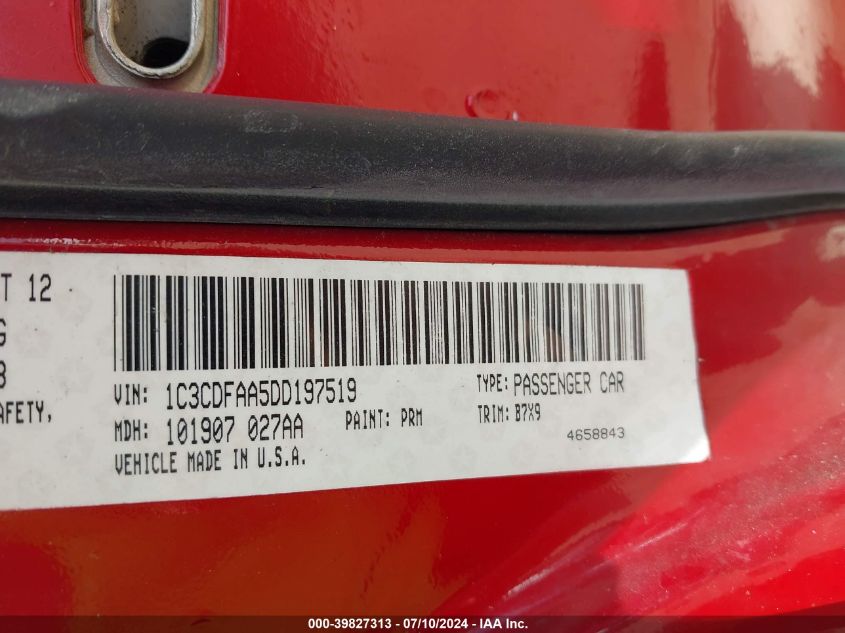 T 12
G
8
AFETY,
VIN: 1C3CDFAA5DD197519 TYPE: PASSENGER CAR
MDH: 101907 027AA PAINT: PRM TRIM: B7X9
VEHICLE MADE IN U.S.A. 4658843
000-39827313 - 07/10/2024 - IAA Inc.